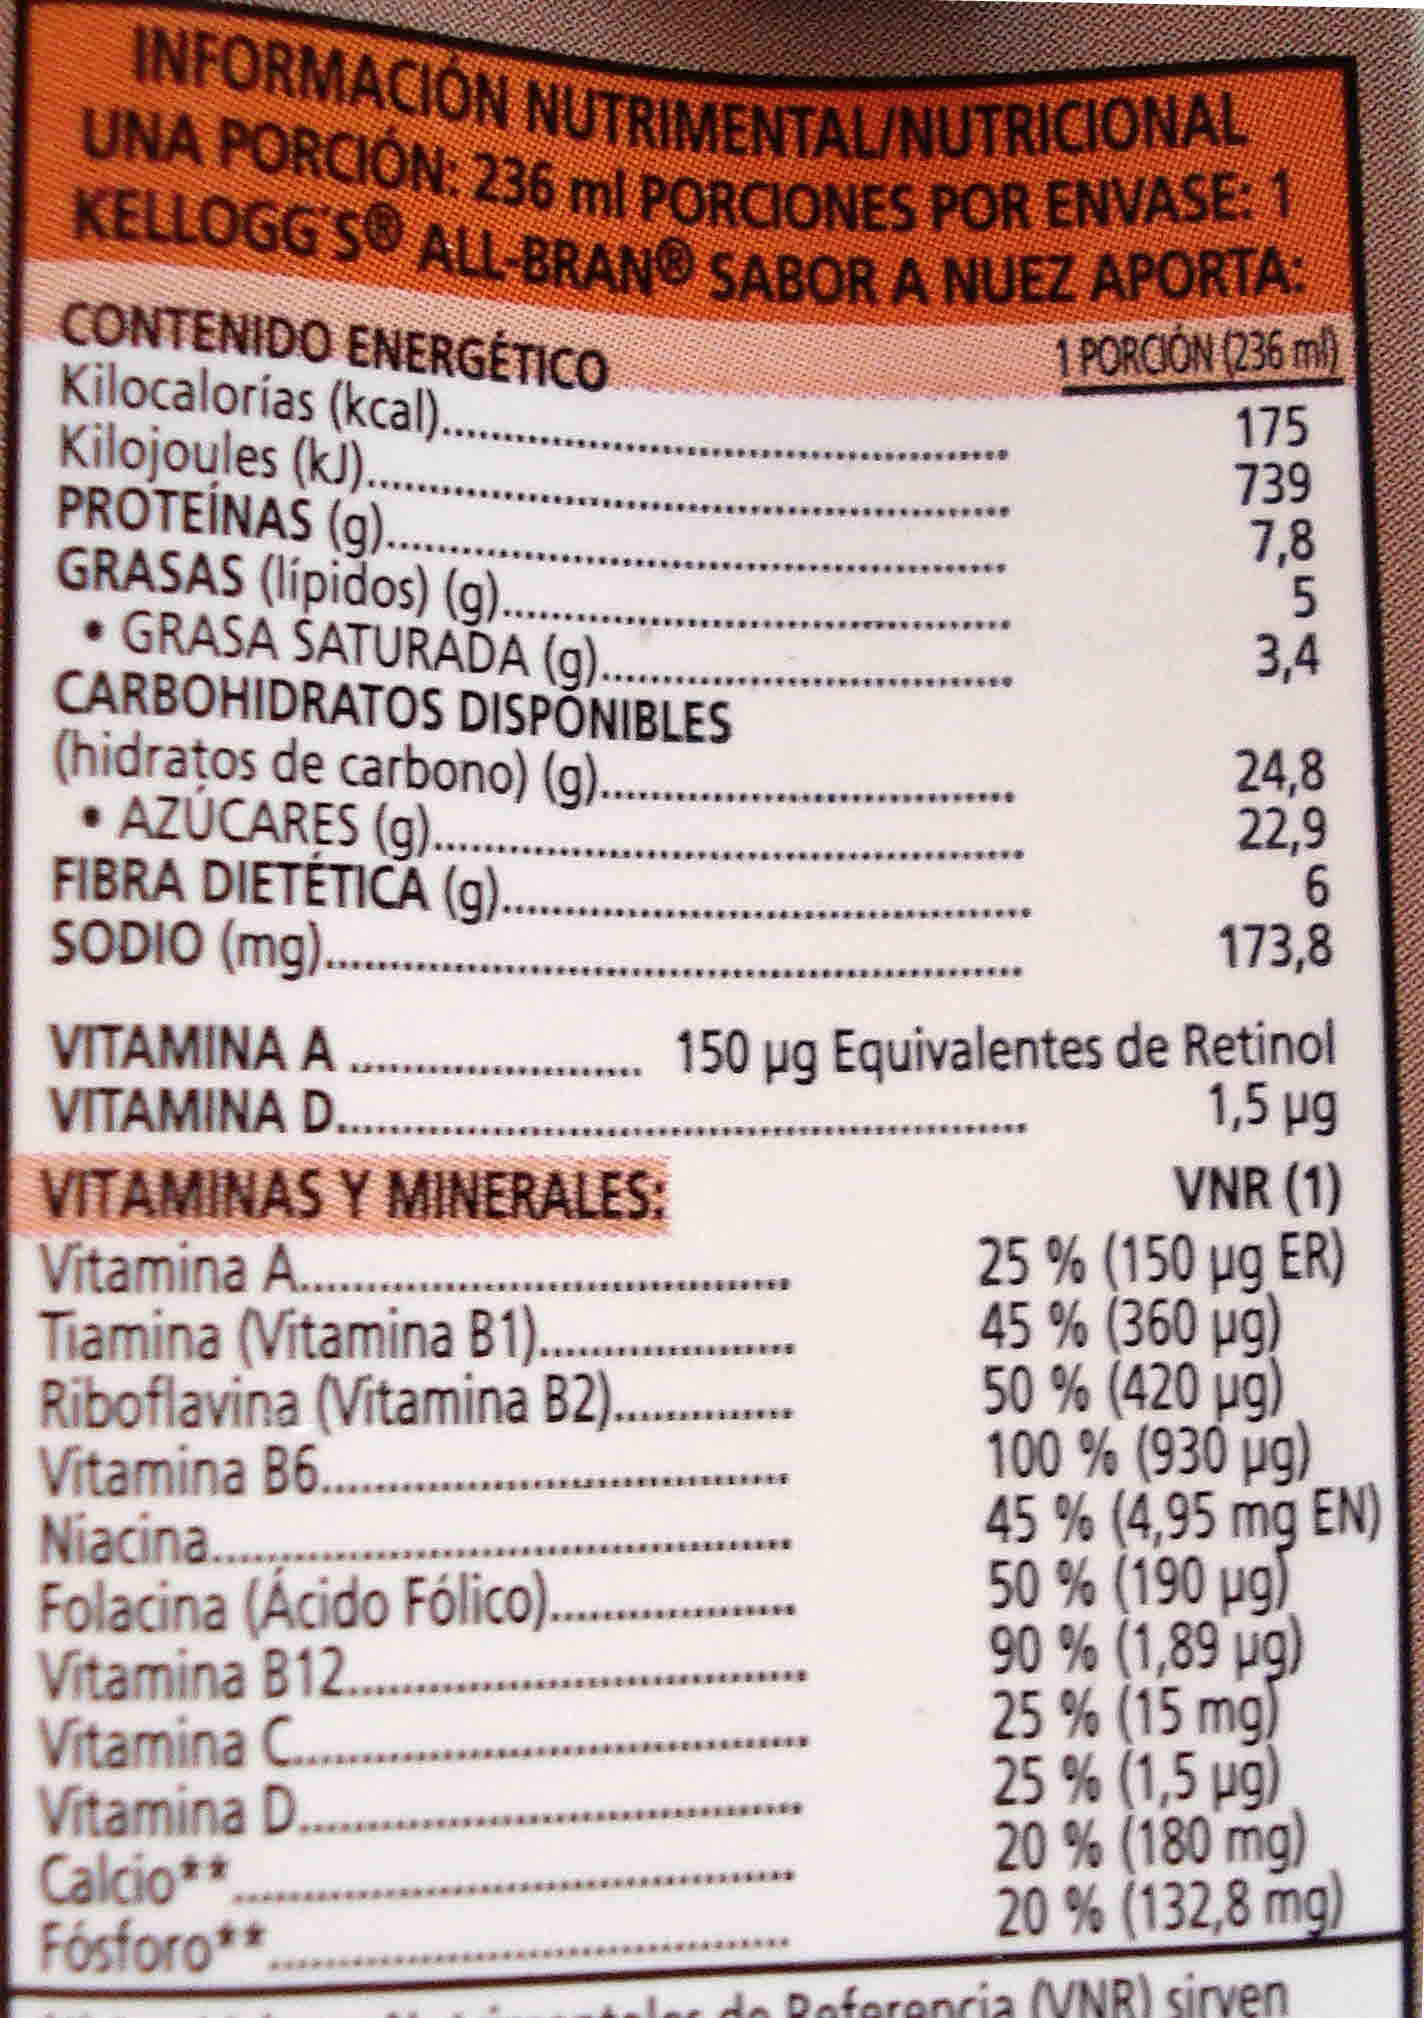 INFORMACIÓN NUTRIMENTAL/NUTRICIONAL
UNA PORCIÓN: 236 ml PORCIONES POR ENVASE: 1
KELLOGG'S® ALL-BRAN® SABOR A NUEZ APORTA:
CONTENIDO ENERGÉTICO 1 PORCIÓN (236 ml)
Kilocalorías (kcal)........ 175
Kilojoules (kJ)........ 739
PROTEÍNAS (g)........ 7,8
GRASAS (lípidos) (g)........ 5
• GRASA SATURADA (g)........ 3,4
CARBOHIDRATOS DISPONIBLES
(hidratos de carbono) (g)........ 24,8
• AZÚCARES (g)........ 22,9
FIBRA DIETÉTICA (g)........ 6
SODIO (mg)........ 173,8
VITAMINA A ........ 150 µg Equivalentes de Retinol
VITAMINA D........ 1,5 µg
VITAMINAS Y MINERALES: VNR (1)
Vitamina A........ 25 % (150 µg ER)
Tiamina (Vitamina B1)........ 45 % (360 µg)
Riboflavina (Vitamina B2)........ 50 % (420 µg)
Vitamina B6........ 100 % (930 µg)
Niacina........ 45 % (4,95 mg EN)
Folacina (Ácido Fólico)........ 50 % (190 µg)
Vitamina B12........ 90 % (1,89 µg)
Vitamina C........ 25 % (15 mg)
Vitamina D........ 25 % (1,5 µg)
Calcio**........ 20 % (180 mg)
Fósforo**........ 20 % (132,8 mg)
de Referencia (VNR) sirven